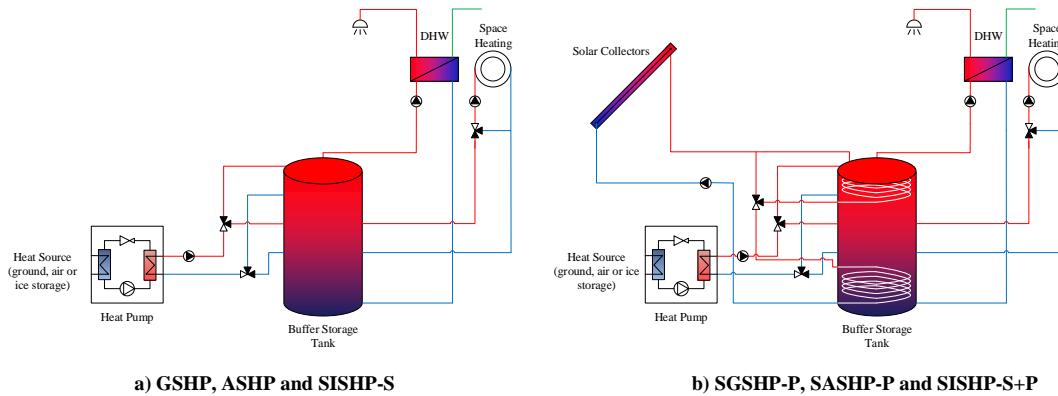 DHW
Space
Heating
Heat Source
(ground, air or
ice storage)
Heat Pump
Buffer Storage
Tank
a) GSHP, ASHP and SISHP-S
Solar Collectors
DHW
Space
Heating
Heat Source
(ground, air or ice
storage)
Heat Pump
Buffer Storage
Tank
b) SGSHP-P, SASHP-P and SISHP-S+P